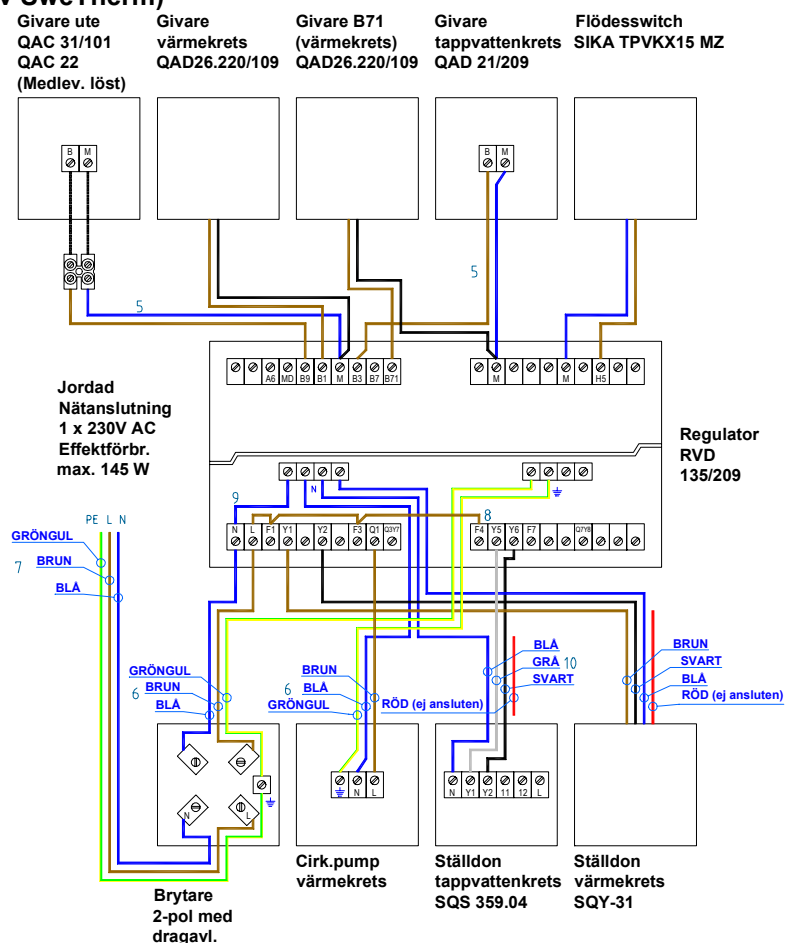 V SweTherm)
Givare ute
QAC 31/101
QAC 22
(Medlev. löst)
Givare
värmekrets
QAD26.220/109
Givare B71
(värmekrets)
QAD26.220/109
Givare
tappvattenkrets
QAD 21/209
Flödesswitch
SIKA TPVKX15 MZ
B M
B M
5
5
A6 MD B9 B1 M B3 B7 B71
M M H5
Jordad
Nätanslutning
1 x 230V AC
Effektförbr.
max. 145 W
Regulator
RVD
135/209
N
9
8
N L F1 Y1 Y2 F3 Q1 Q3Y7
F4 Y5 Y6 F7 Q7Y8
PE L N
GRÖNGUL
7 BRUN
BLÅ
GRÖNGUL
6 BRUN
BLÅ
BRUN
6 BLÅ
GRÖNGUL
BLÅ
GRÅ 10
SVART
RÖD (ej ansluten)
BRUN
SVART
BLÅ
RÖD (ej ansluten)
N L
N L
N Y1 Y2 11 12 L
Brytare
2-pol med
dragavl.
Cirk.pump
värmekrets
Ställdon
tappvattenkrets
SQS 359.04
Ställdon
värmekrets
SQY-31